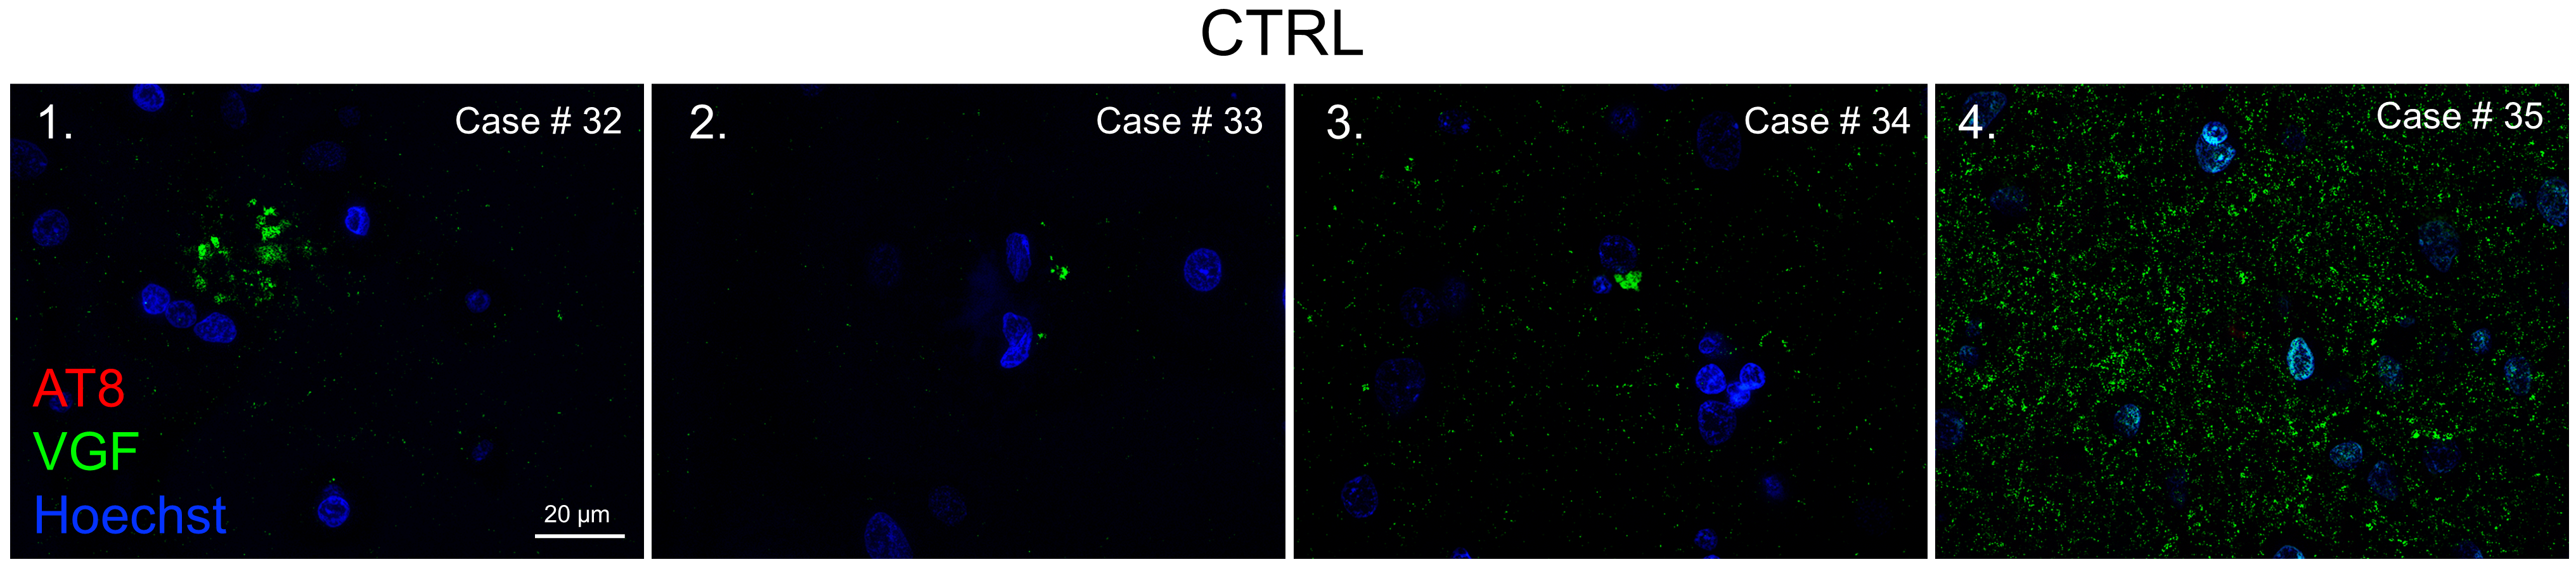 CTRL
1.
Case # 32
AT8
VGF
Hoechst
20 µm
2.
Case # 33
3.
Case # 34
4.
Case # 35